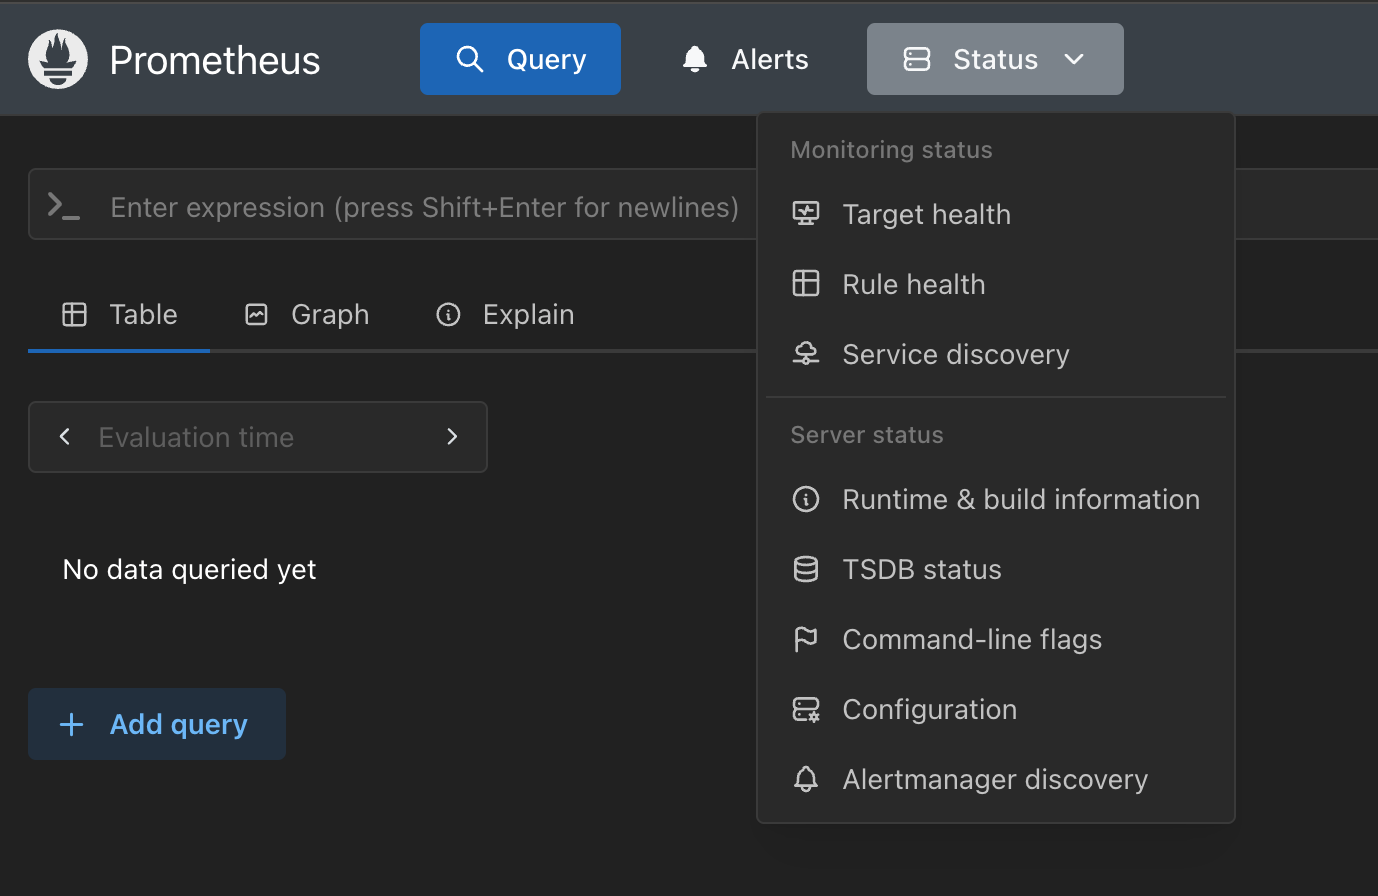 Prometheus
Query
Alerts
Status
Enter expression (press Shift+Enter for newlines)
Table
Graph
Explain
Evaluation time
No data queried yet
Add query
Monitoring status
Target health
Rule health
Service discovery
Server status
Runtime & build information
TSDB status
Command-line flags
Configuration
Alertmanager discovery